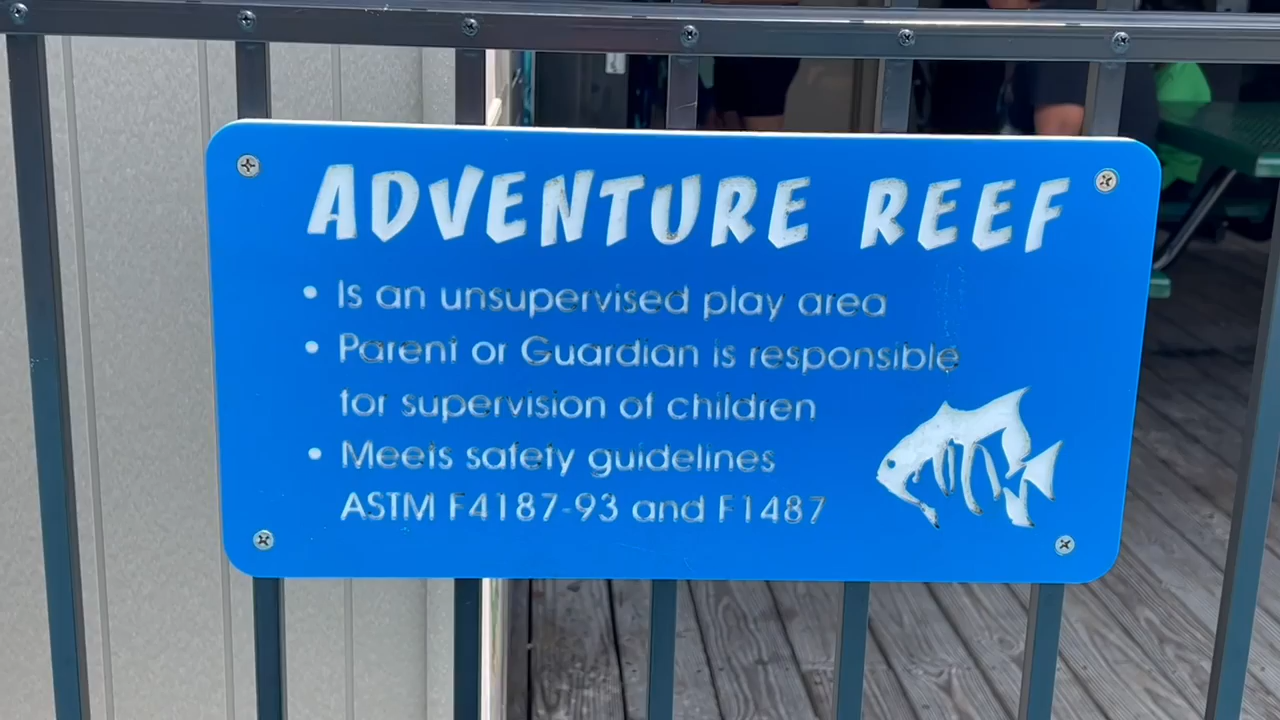 ADVENTURE REEF
• Is an unsupervised play area
• Parent or Guardian is responsible
for supervision of children
• Meets safety guidelines
ASTM F4187-93 and F1487